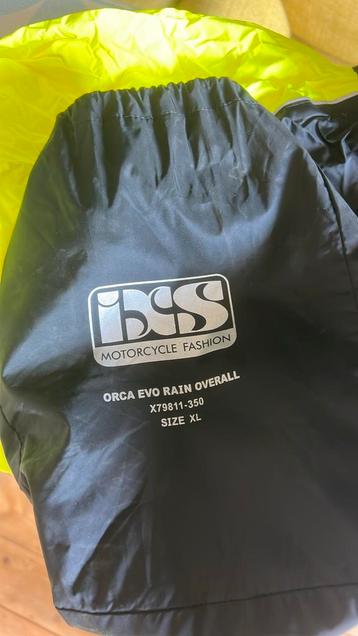 iXS
MOTORCYCLE FASHION
ORCA EVO RAIN OVERALL
X79811-350
SIZE XL